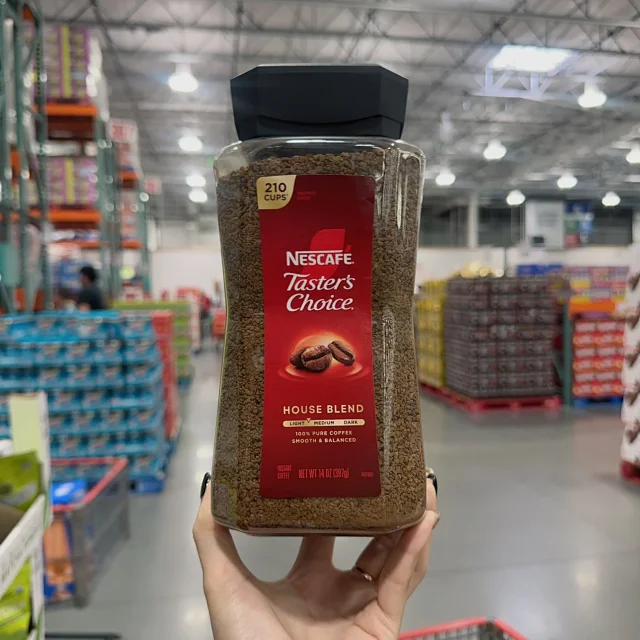 210
CUPS*
NESCAFÉ.
Taster's
Choice.
HOUSE BLEND
LIGHT MEDIUM DARK
100% PURE COFFEE
SMOOTH & BALANCED
INSTANT
COFFEE
NET WT 14 OZ (397g)